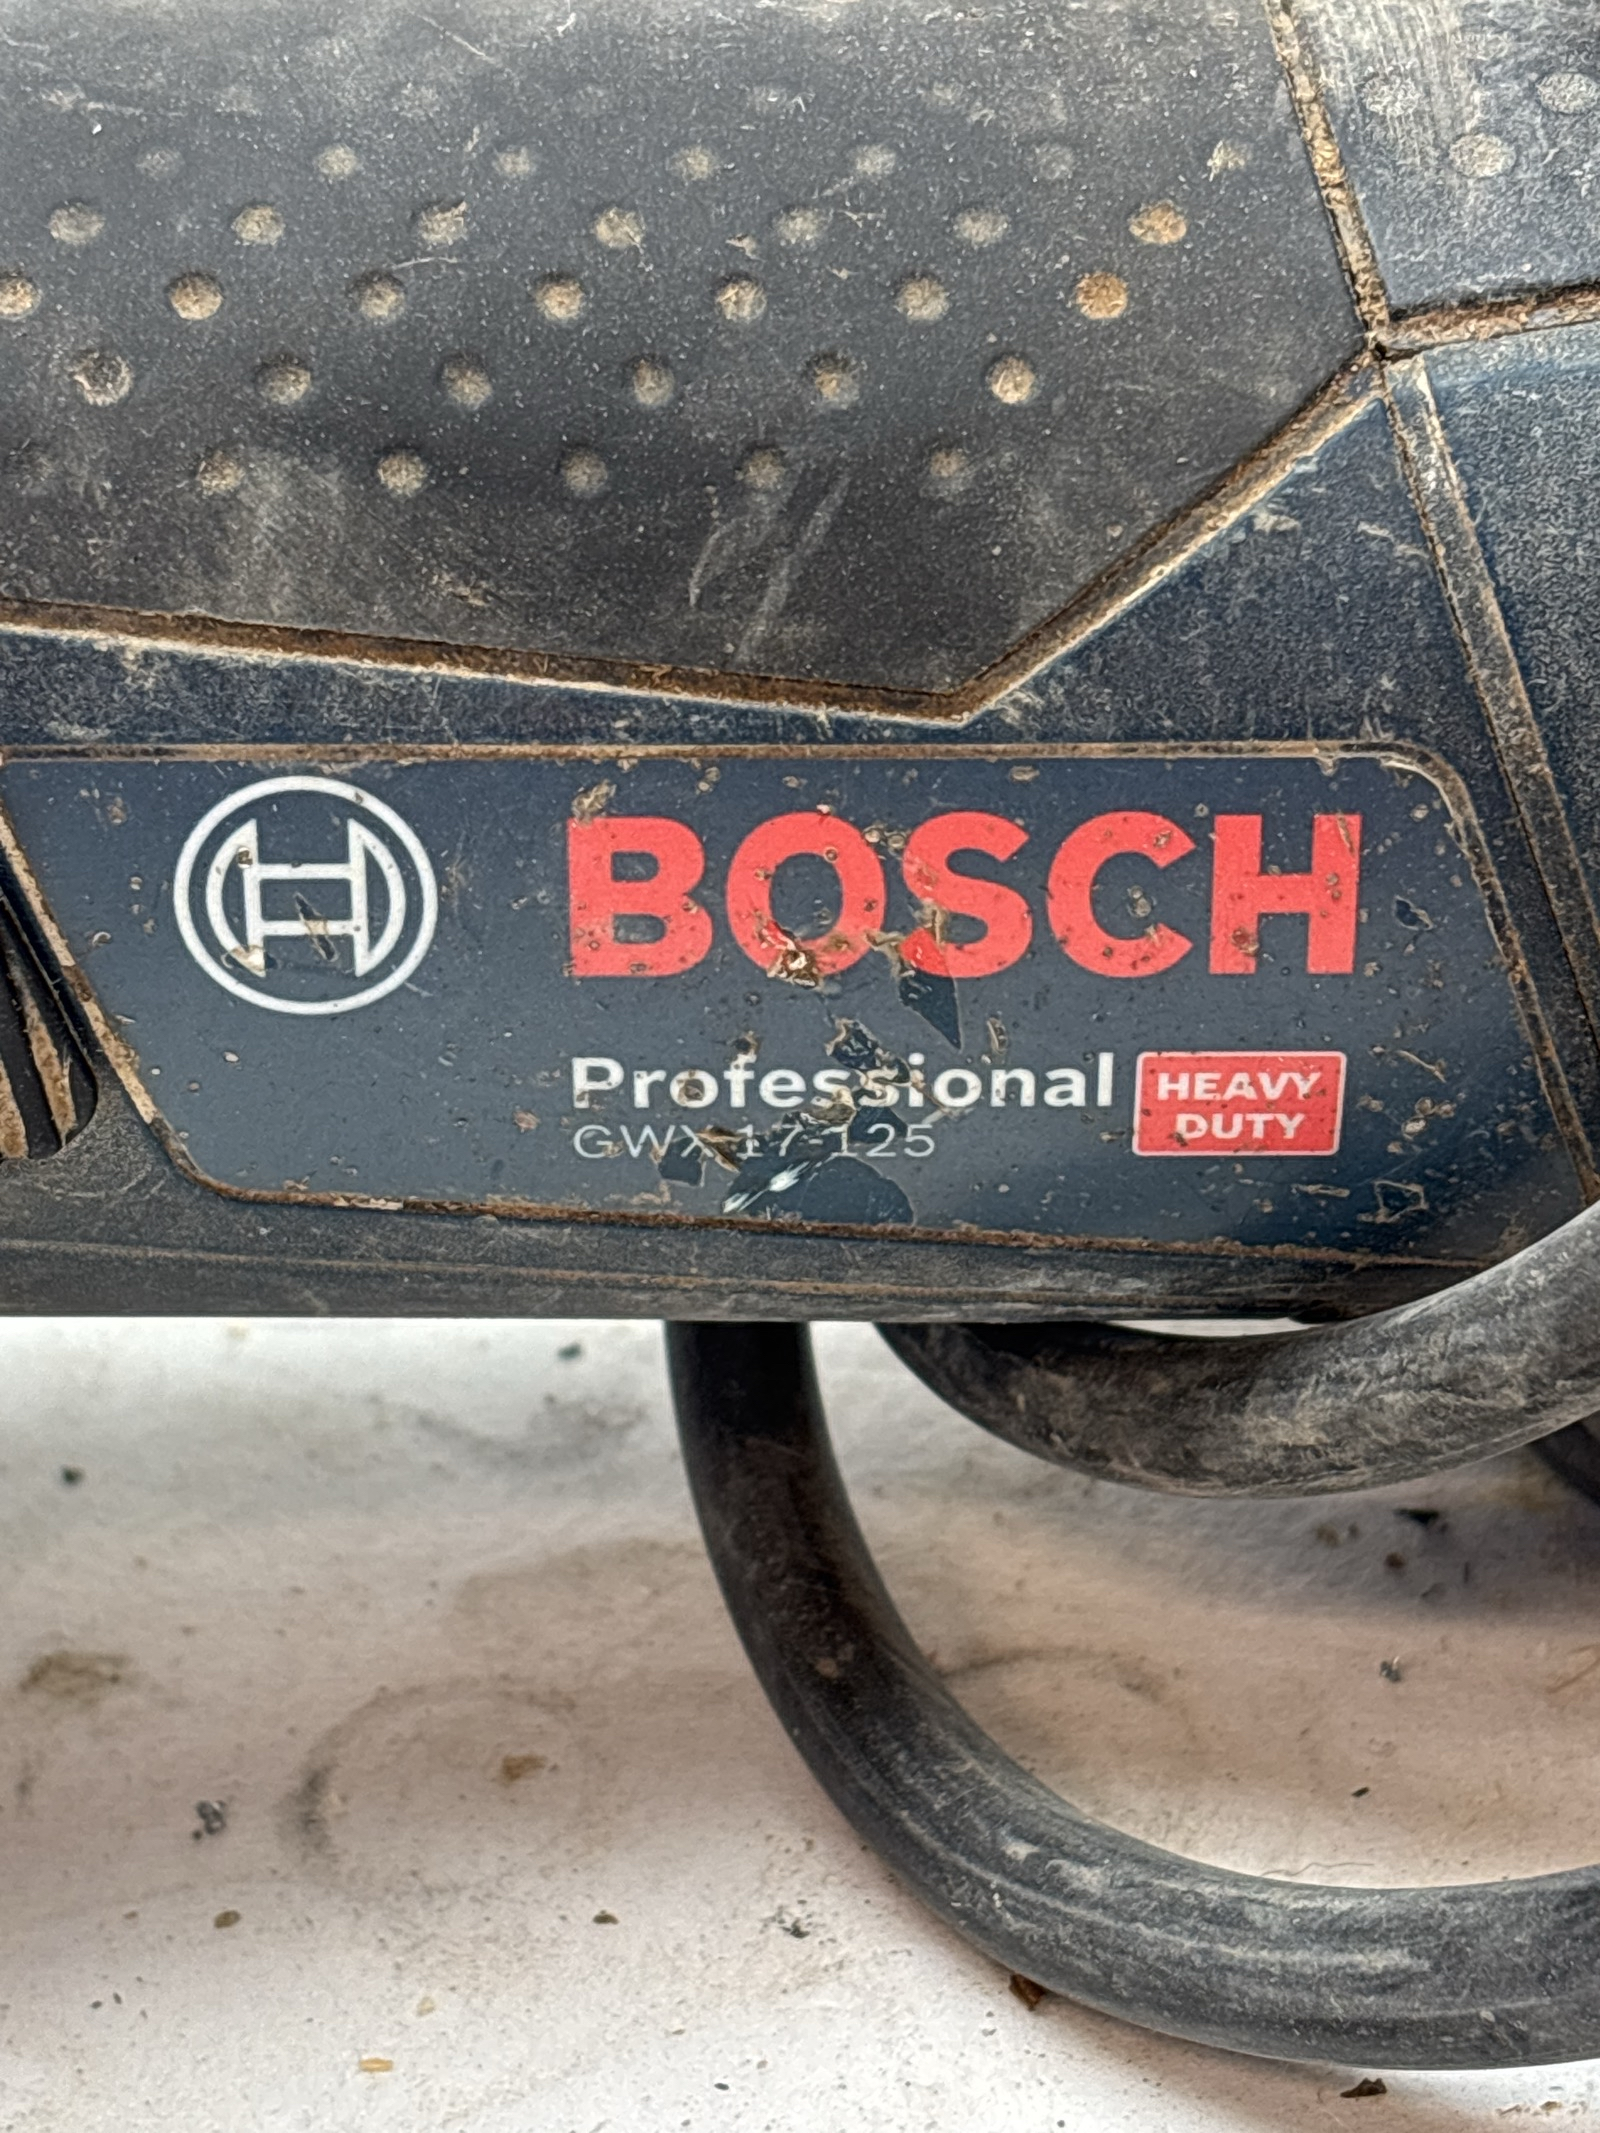 BOSCH
Professional HEAVY DUTY
GWX 17-125